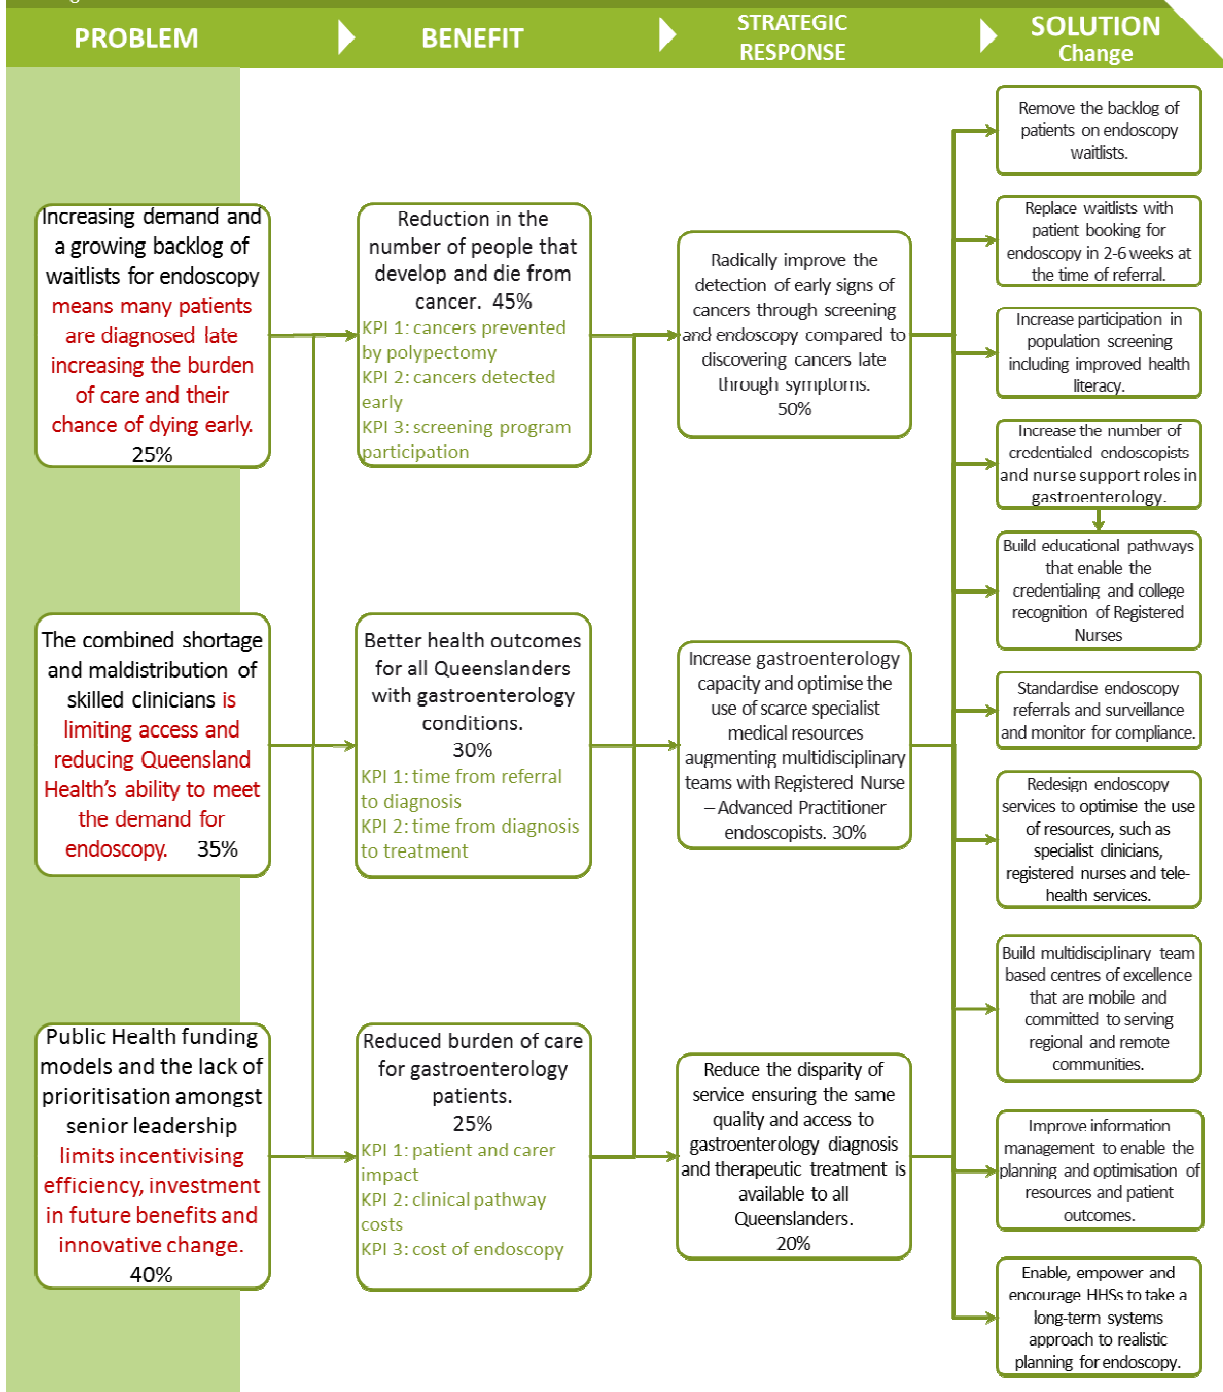 PROBLEM
BENEFIT
STRATEGIC
RESPONSE
SOLUTION
Change
Increasing demand and
a growing backlog of
waitlists for endoscopy
means many patients
are diagnosed late
increasing the burden
of care and their
chance of dying early.
25%
The combined shortage
and maldistribution of
skilled clinicians is
limiting access and
reducing Queensland
Health's ability to meet
the demand for
endoscopy. 35%
Public Health funding
models and the lack of
prioritisation amongst
senior leadership
limits incentivising
efficiency, investment
in future benefits and
innovative change.
40%
Reduction in the
number of people that
develop and die from
cancer. 45%
KPI 1: cancers prevented
by polypectomy
KPI 2: cancers detected
early
KPI 3: screening program
participation
Better health outcomes
for all Queenslanders
with gastroenterology
conditions.
30%
KPI 1: time from referral
to diagnosis
KPI 2: time from diagnosis
to treatment
Reduced burden of care
for gastroenterology
patients.
25%
KPI 1: patient and carer
impact
KPI 2: clinical pathway
costs
KPI 3: cost of endoscopy
Radically improve the
detection of early signs of
cancers through screening
and endoscopy compared to
discovering cancers late
through symptoms.
50%
Increase gastroenterology
capacity and optimise the
use of scarce specialist
medical resources
augmenting multidisciplinary
teams with Registered Nurse
– Advanced Practitioner
endoscopists. 30%
Reduce the disparity of
service ensuring the same
quality and access to
gastroenterology diagnosis
and therapeutic treatment is
available to all
Queenslanders.
20%
Remove the backlog of
patients on endoscopy
waitlists.
Replace waitlists with
patient booking for
endoscopy in 2-6 weeks at
the time of referral.
Increase participation in
population screening
including improved health
literacy.
Increase the number of
credentialed endoscopists
and nurse support roles in
gastroenterology.
Build educational pathways
that enable the
credentialing and college
recognition of Registered
Nurses
Standardise endoscopy
referrals and surveillance
and monitor for compliance.
Redesign endoscopy
services to optimise the use
of resources, such as
specialist clinicians,
registered nurses and tele-
health services.
Build multidisciplinary team
based centres of excellence
that are mobile and
committed to serving
regional and remote
communities.
Improve information
management to enable the
planning and optimisation of
resources and patient
outcomes.
Enable, empower and
encourage HHSs to take a
long-term systems
approach to realistic
planning for endoscopy.